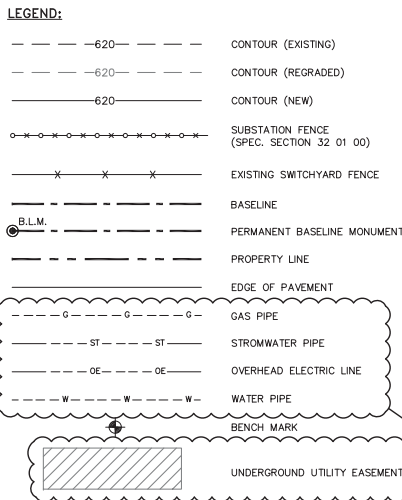 LEGEND:
620 CONTOUR (EXISTING)
620 CONTOUR (REGRADED)
620 CONTOUR (NEW)
SUBSTATION FENCE
(SPEC. SECTION 32 01 00)
X X X EXISTING SWITCHYARD FENCE
BASELINE
B.L.M.
PERMANENT BASELINE MONUMENT
PROPERTY LINE
EDGE OF PAVEMENT
G G G GAS PIPE
ST ST STROMWATER PIPE
OE OE OVERHEAD ELECTRIC LINE
W W W WATER PIPE
BENCH MARK
UNDERGROUND UTILITY EASEMENT